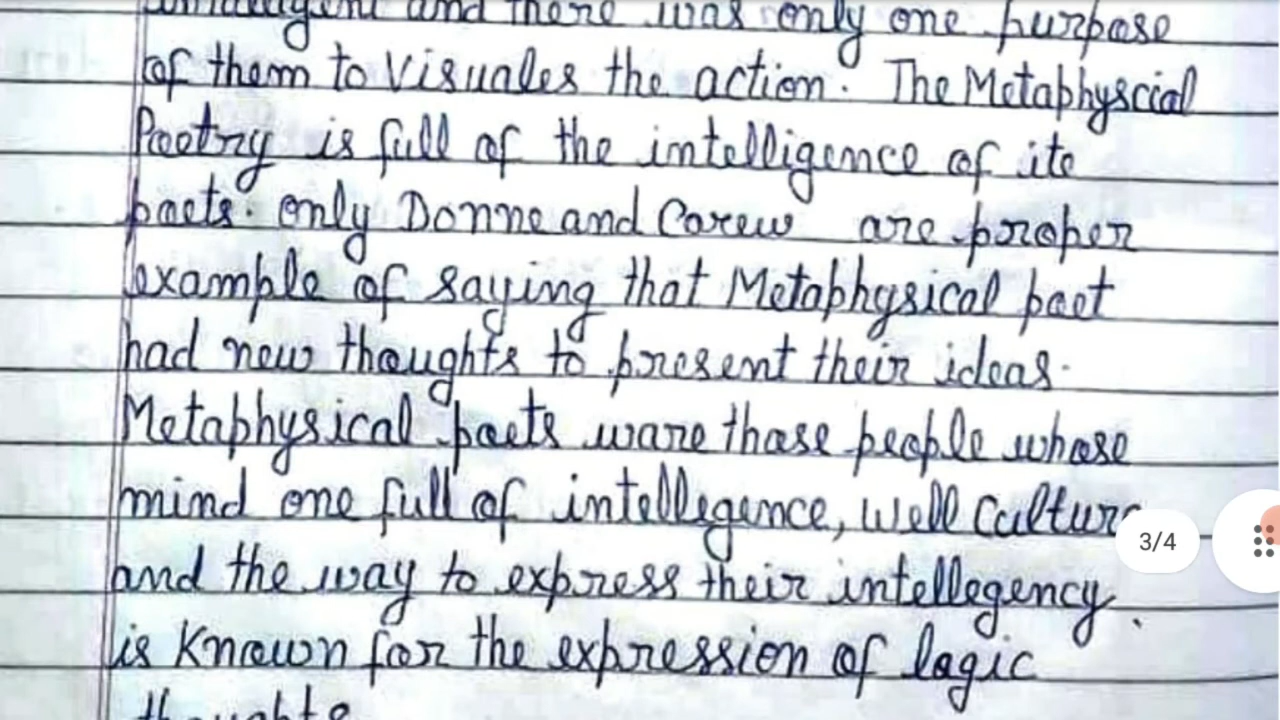 and there was only one purpose
of them to Visuales the action. The Metaphyscial
Poetry is full of the intelligence of its
poets. only Donne and Carew are proper
example of saying that Metaphysical poet
had new thoughts to present their ideas.
Metaphysical poets ware those people whose
mind one full of intellegence, well Culture
and the way to express their intellegency.
is Known for the expression of logic
thoughts
3/4